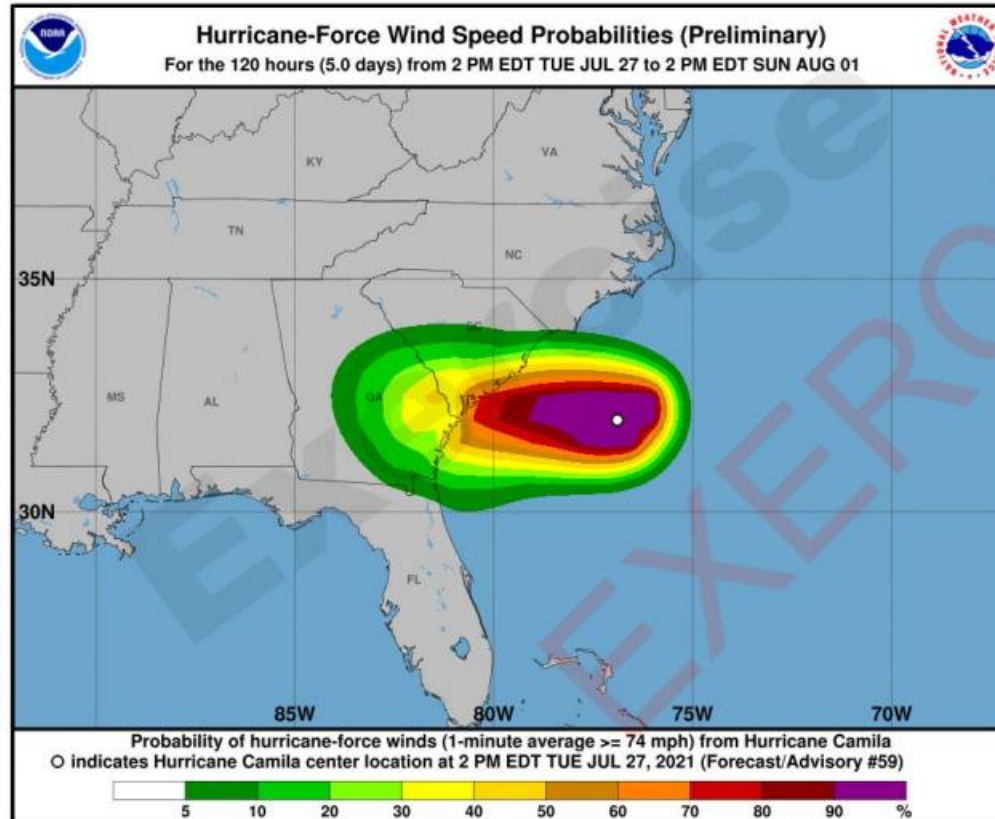 Hurricane-Force Wind Speed Probabilities (Preliminary)
For the 120 hours (5.0 days) from 2 PM EDT TUE JUL 27 to 2 PM EDT SUN AUG 01
NOAA
KY
VA
TN
NC
35N
SC
MS
AL
GA
30N
FL
Exercise
EXERC
85W
80W
75W
70W
Probability of hurricane-force winds (1-minute average >= 74 mph) from Hurricane Camila
O indicates Hurricane Camila center location at 2 PM EDT TUE JUL 27, 2021 (Forecast/Advisory #59)
5 10 20 30 40 50 60 70 80 90 %